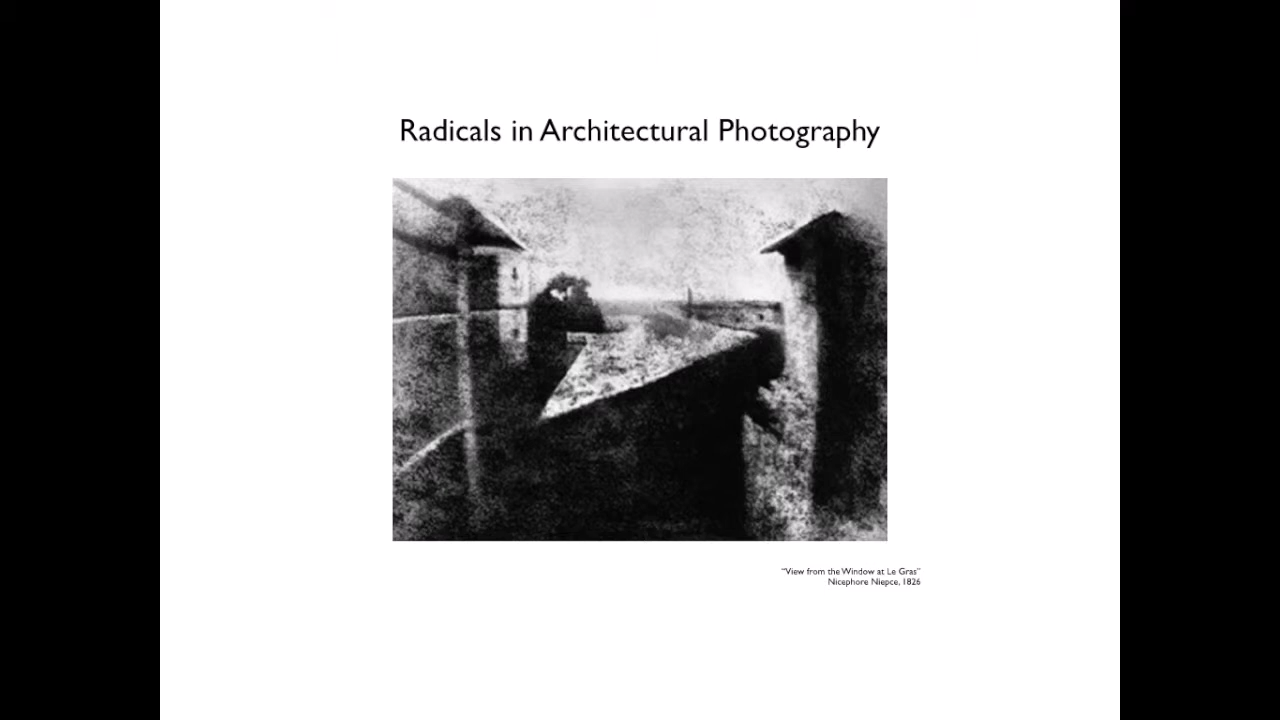 Radicals in Architectural Photography
“View from the Window at Le Gras”
Nicephore Niepce, 1826